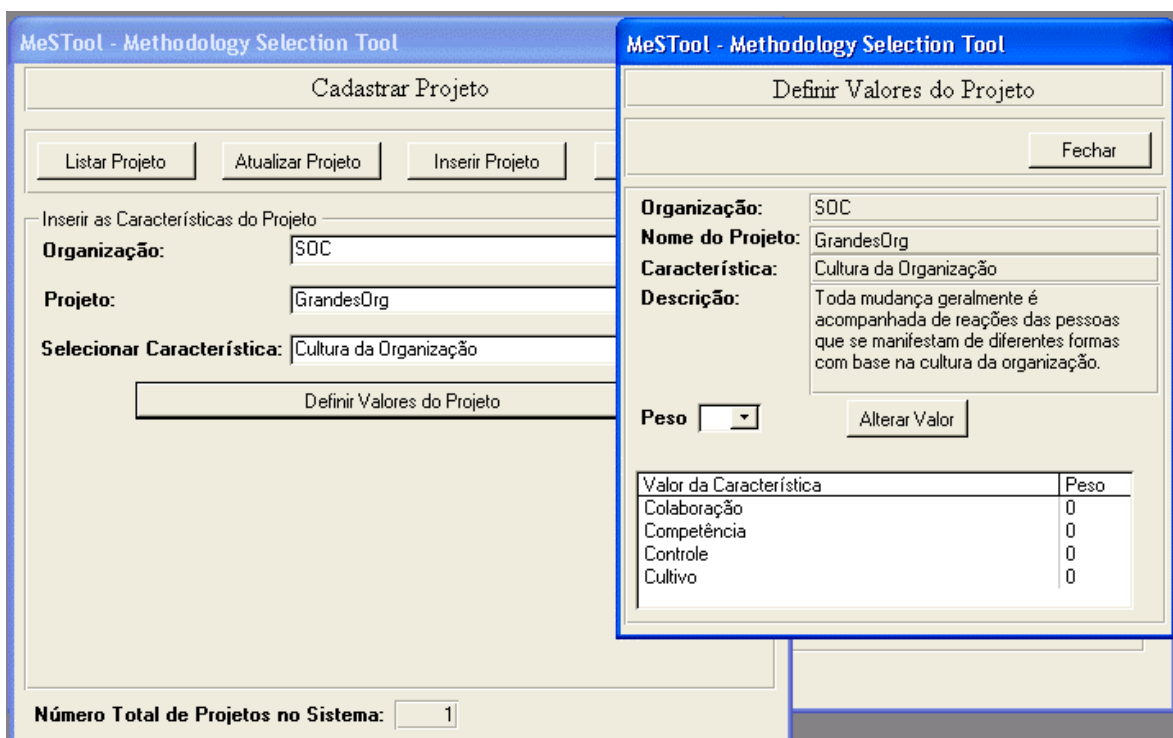 MeSTool - Methodology Selection Tool
Cadastrar Projeto
Listar Projeto
Atualizar Projeto
Inserir Projeto
Inserir as Características do Projeto
Organização:
SOC
Projeto:
GrandesOrg
Selecionar Característica:
Cultura da Organização
Definir Valores do Projeto
Número Total de Projetos no Sistema:
1
MeSTool - Methodology Selection Tool
Definir Valores do Projeto
Fechar
Organização:
SOC
Nome do Projeto:
GrandesOrg
Característica:
Cultura da Organização
Descrição:
Toda mudança geralmente é
acompanhada de reações das pessoas
que se manifestam de diferentes formas
com base na cultura da organização.
Peso
Alterar Valor
Valor da Característica Peso
Colaboração 0
Competência 0
Controle 0
Cultivo 0